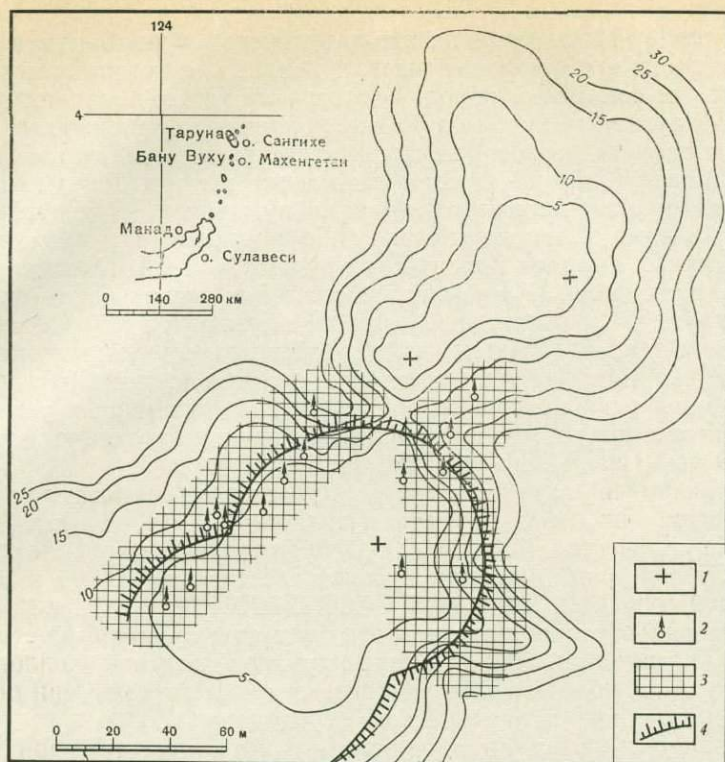 124
4
Таруна
о. Сангихе
Бану Вуху
о. Махенгетан
Манадо
о. Сулавеси
0 140 280 км
30
25
20
15
10
5
25
20
15
10
5
0 20 40 60 м
1
2
3
4